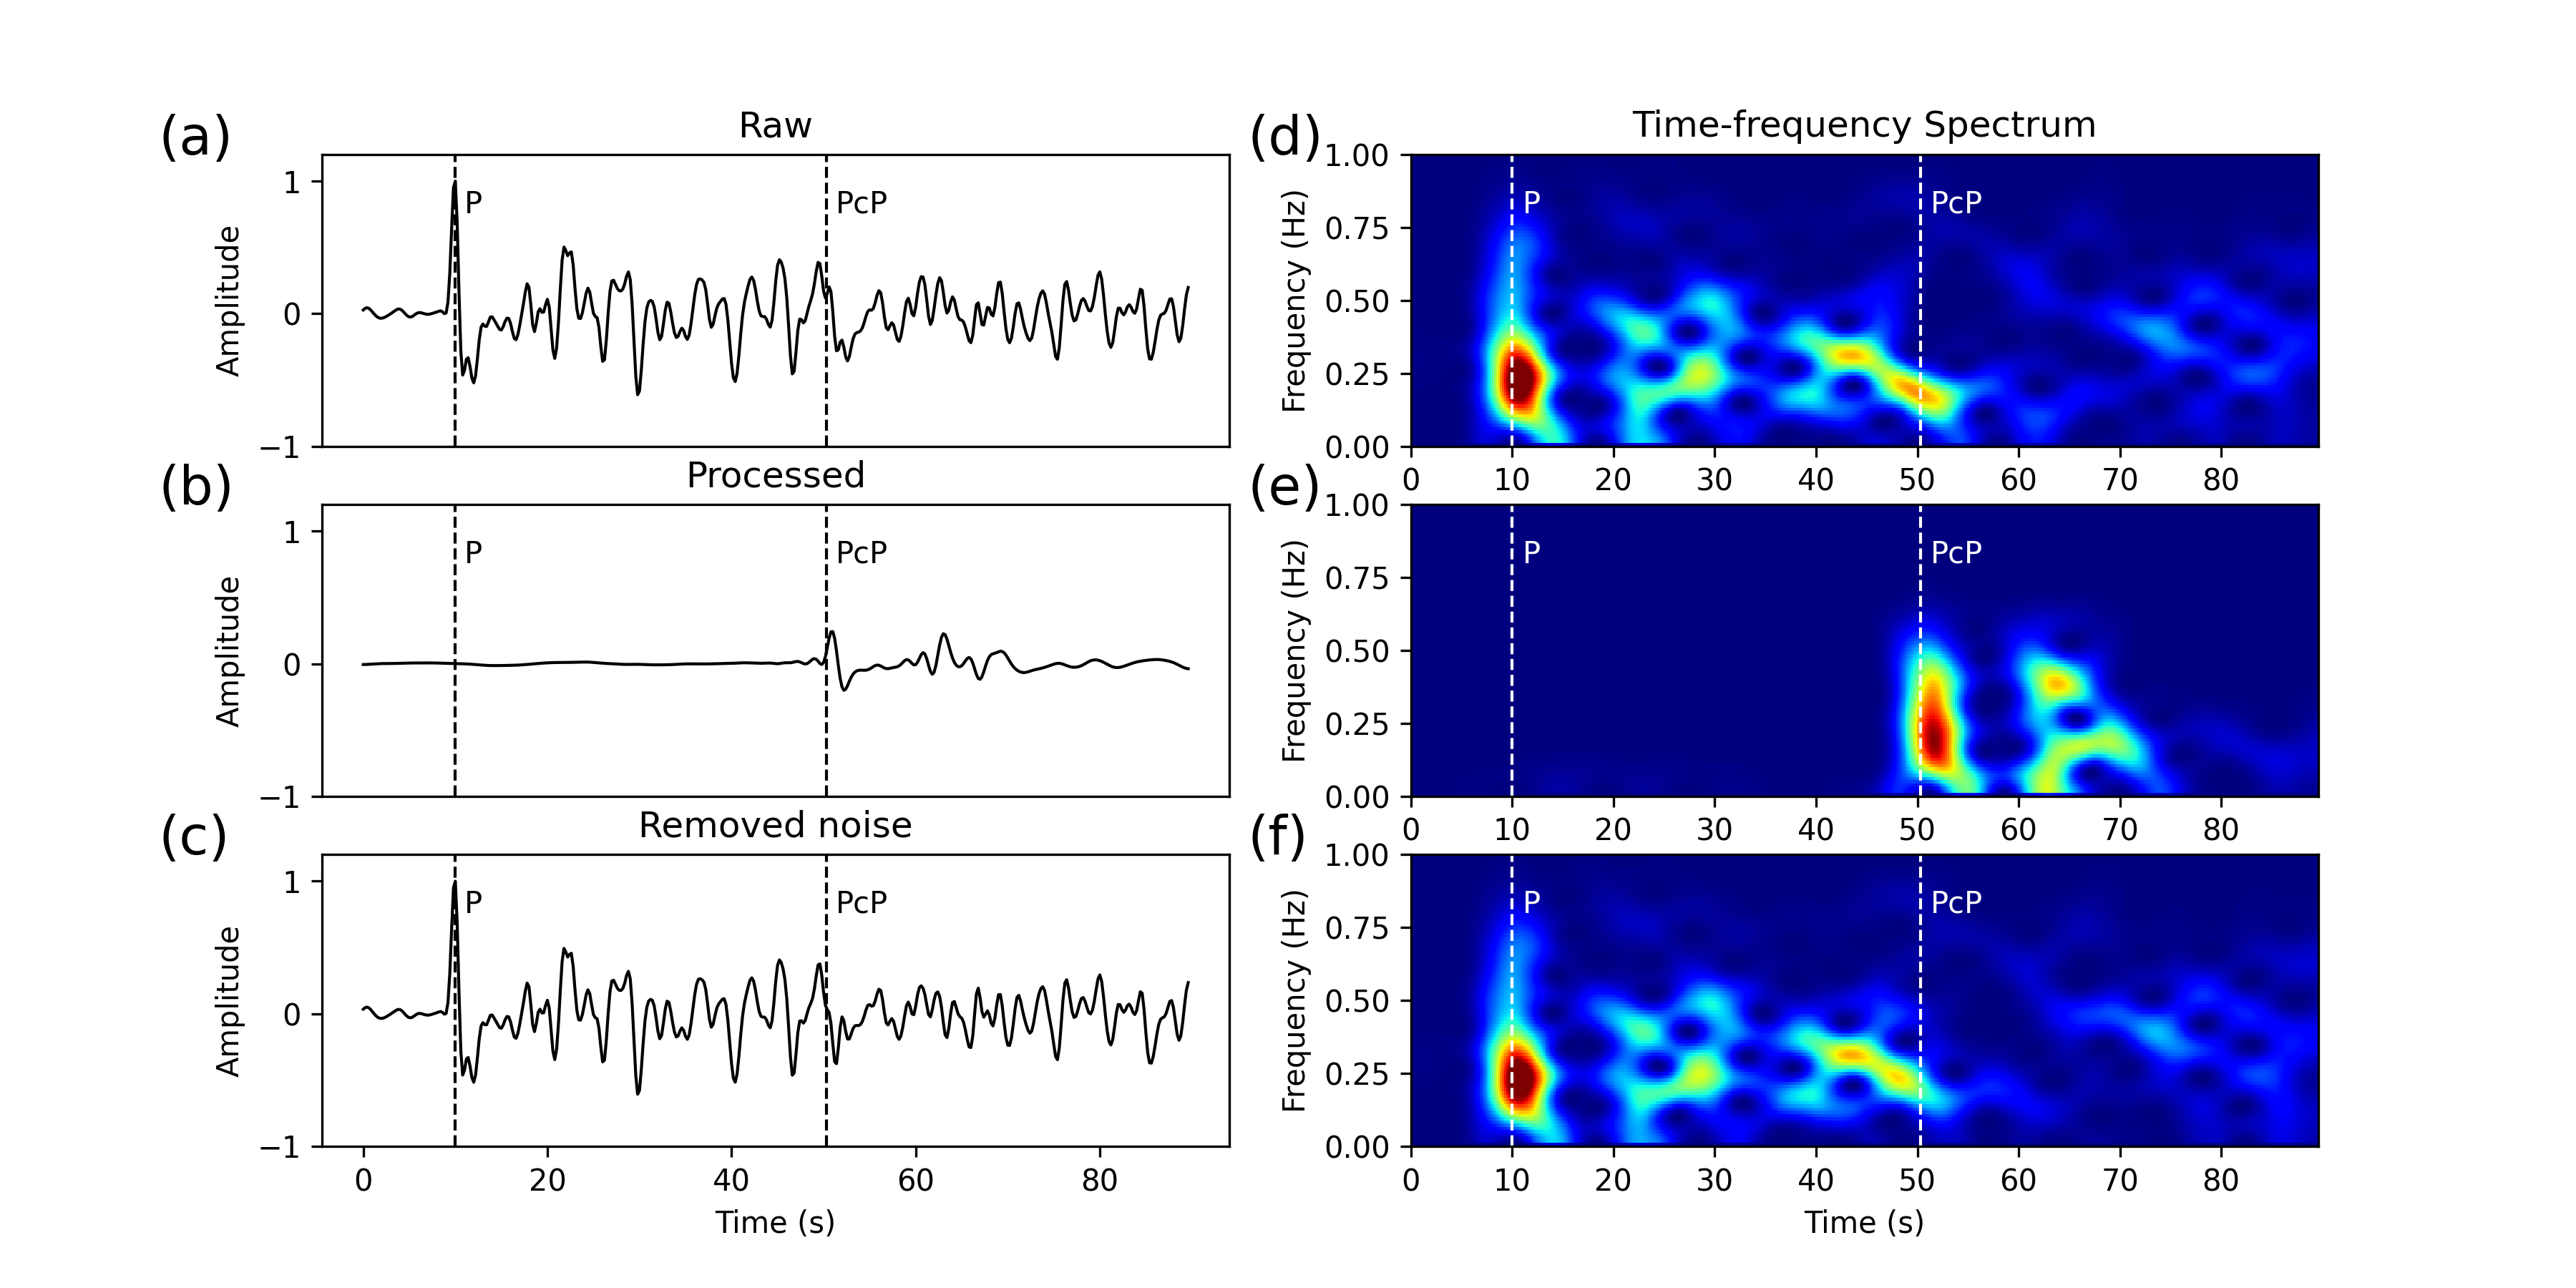 (a)
Raw
1
0
−1
Amplitude
P
PcP
(b)
Processed
1
0
−1
Amplitude
P
PcP
(c)
Removed noise
1
0
−1
Amplitude
P
PcP
0 20 40 60 80
Time (s)
(d)
Time-frequency Spectrum
1.00
0.75
0.50
0.25
0.00
Frequency (Hz)
P
PcP
0 10 20 30 40 50 60 70 80
(e)
1.00
0.75
0.50
0.25
0.00
Frequency (Hz)
P
PcP
0 10 20 30 40 50 60 70 80
(f)
1.00
0.75
0.50
0.25
0.00
Frequency (Hz)
P
PcP
0 10 20 30 40 50 60 70 80
Time (s)